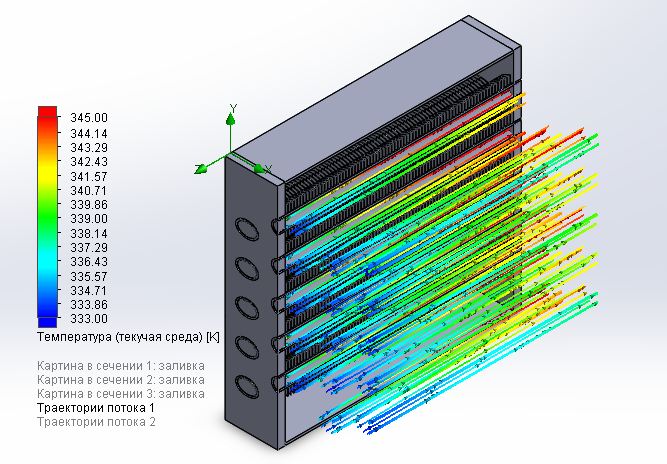 Y
Z
X
345.00
344.14
343.29
342.43
341.57
340.71
339.86
339.00
338.14
337.29
336.43
335.57
334.71
333.86
333.00
Температура (текучая среда) [K]
Картина в сечении 1: заливка
Картина в сечении 2: заливка
Картина в сечении 3: заливка
Траектории потока 1
Траектории потока 2